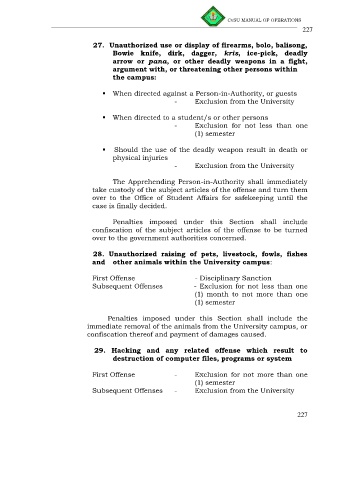 CvSU MANUAL OF OPERATIONS
227
27. Unauthorized use or display of firearms, bolo, balisong,
Bowie knife, dirk, dagger, kris, ice-pick, deadly
arrow or pana, or other deadly weapons in a fight,
argument with, or threatening other persons within
the campus:
• When directed against a Person-in-Authority, or guests
- Exclusion from the University
• When directed to a student/s or other persons
- Exclusion for not less than one
(1) semester
• Should the use of the deadly weapon result in death or
physical injuries
- Exclusion from the University
The Apprehending Person-in-Authority shall immediately
take custody of the subject articles of the offense and turn them
over to the Office of Student Affairs for safekeeping until the
case is finally decided.
Penalties imposed under this Section shall include
confiscation of the subject articles of the offense to be turned
over to the government authorities concerned.
28. Unauthorized raising of pets, livestock, fowls, fishes
and other animals within the University campus:
First Offense - Disciplinary Sanction
Subsequent Offenses - Exclusion for not less than one
(1) month to not more than one
(1) semester
Penalties imposed under this Section shall include the
immediate removal of the animals from the University campus, or
confiscation thereof and payment of damages caused.
29. Hacking and any related offense which result to
destruction of computer files, programs or system
First Offense - Exclusion for not more than one
(1) semester
Subsequent Offenses - Exclusion from the University
227